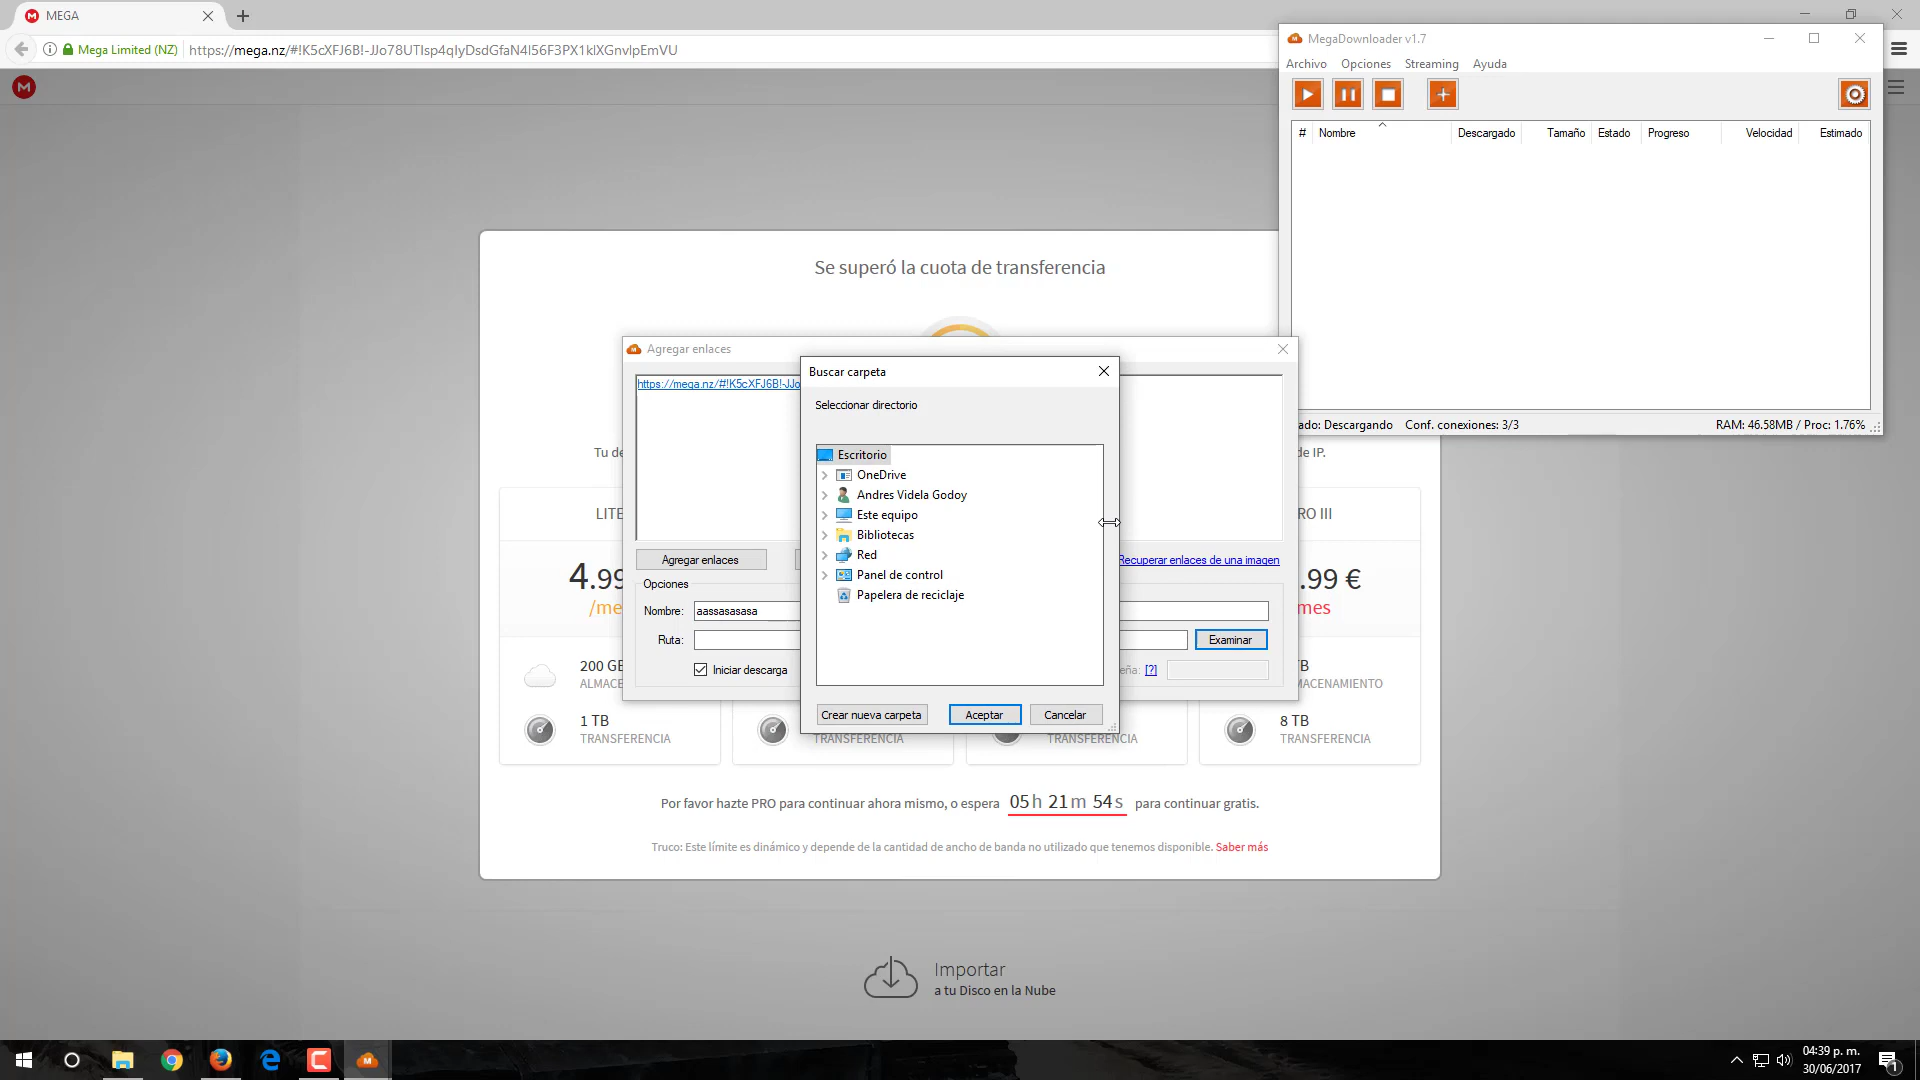 MEGA
Mega Limited (NZ)
https://mega.nz/#!K5cXFJ6B!-JJo78UTIsp4qIyDsdGfaN4I56F3PX1klXGnvlpEmVU
MegaDownloader v1.7
Archivo Opciones Streaming Ayuda
# Nombre Descargado Tamaño Estado Progreso Velocidad Estimado
ado: Descargando Conf. conexiones: 3/3 RAM: 46.58MB / Proc: 1.76%
Se superó la cuota de transferencia
Agregar enlaces
https://mega.nz/#!K5cXFJ6B!-JJo
Buscar carpeta
Seleccionar directorio
Escritorio
OneDrive
Andres Videla Godoy
Este equipo
Bibliotecas
Red
Panel de control
Papelera de reciclaje
Crear nueva carpeta Aceptar Cancelar
Agregar enlaces
Recuperar enlaces de una imagen
Opciones
Nombre: aassasasasa
Ruta: Examinar
Iniciar descarga
eña: [?]
Tu de
de IP.
LITE
RO III
4.99
.99 €
/me
mes
200 GE
ALMACE
TB
MACENAMIENTO
1 TB
TRANSFERENCIA
TRANSFERENCIA
TRANSFERENCIA
8 TB
TRANSFERENCIA
Por favor hazte PRO para continuar ahora mismo, o espera 05h 21m 54s para continuar gratis.
Truco: Este límite es dinámico y depende de la cantidad de ancho de banda no utilizado que tenemos disponible. Saber más
Importar
a tu Disco en la Nube
04:39 p. m.
30/06/2017
1